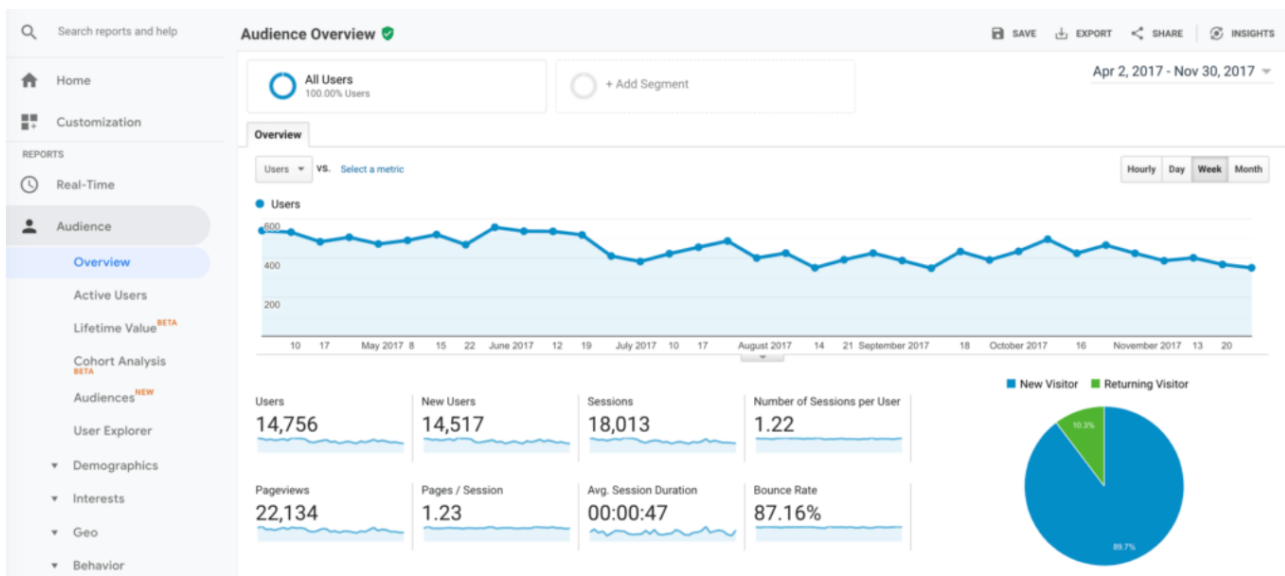 Search reports and help
Home
Customization
REPORTS
Real-Time
Audience
Overview
Active Users
Lifetime Value BETA
Cohort Analysis
BETA
Audiences NEW
User Explorer
Demographics
Interests
Geo
Behavior
Audience Overview
SAVE EXPORT SHARE INSIGHTS
All Users
100.00% Users
+ Add Segment
Apr 2, 2017 - Nov 30, 2017
Overview
Users VS. Select a metric
Hourly Day Week Month
Users
600
400
200
10 17 May 2017 8 15 22 June 2017 12 19 July 2017 10 17 August 2017 14 21 September 2017 18 October 2017 16 November 2017 13 20
New Visitor Returning Visitor
Users
14,756
New Users
14,517
Sessions
18,013
Number of Sessions per User
1.22
Pageviews
22,134
Pages / Session
1.23
Avg. Session Duration
00:00:47
Bounce Rate
87.16%
10.3%
89.7%